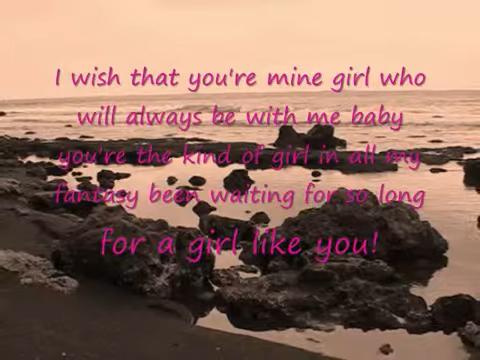 I wish that you're mine girl who
will always be with me baby
you're the kind of girl in all my
fantasy been waiting for so long
for a girl like you!